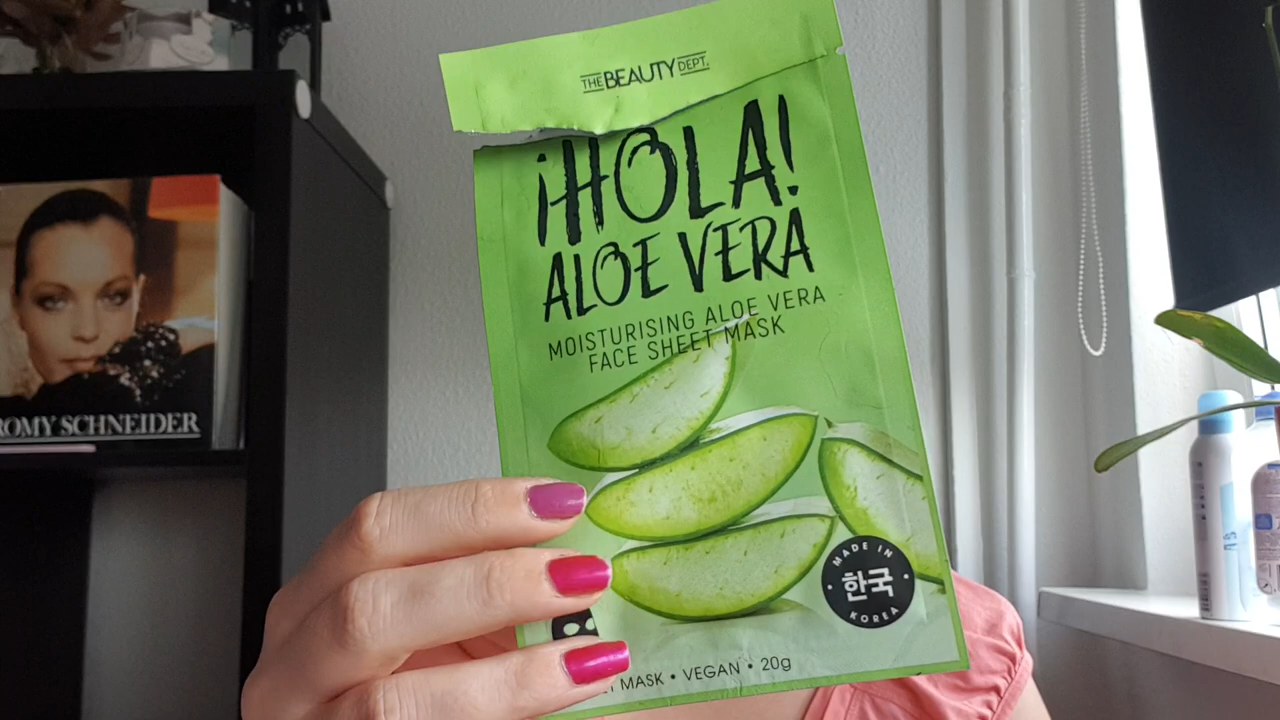 THE BEAUTY DEPT.
¡HOLA!
ALOE VERA
MOISTURISING ALOE VERA
FACE SHEET MASK
MADE IN
한국
KOREA
MASK • VEGAN • 20g
ROMY SCHNEIDER